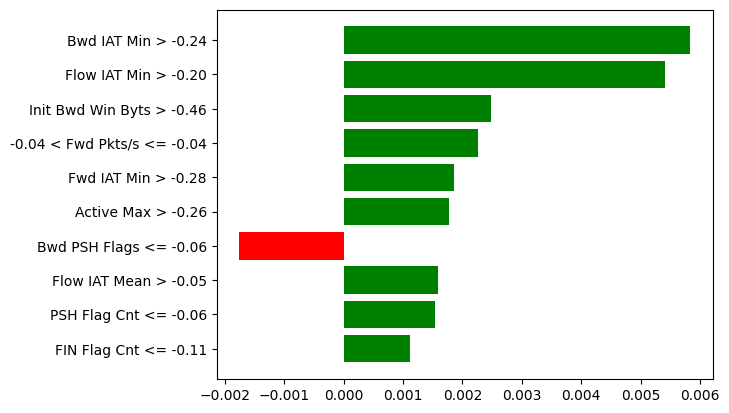 Bwd IAT Min > -0.24
Flow IAT Min > -0.20
Init Bwd Win Byts > -0.46
-0.04 < Fwd Pkts/s <= -0.04
Fwd IAT Min > -0.28
Active Max > -0.26
Bwd PSH Flags <= -0.06
Flow IAT Mean > -0.05
PSH Flag Cnt <= -0.06
FIN Flag Cnt <= -0.11
−0.002 −0.001 0.000 0.001 0.002 0.003 0.004 0.005 0.006